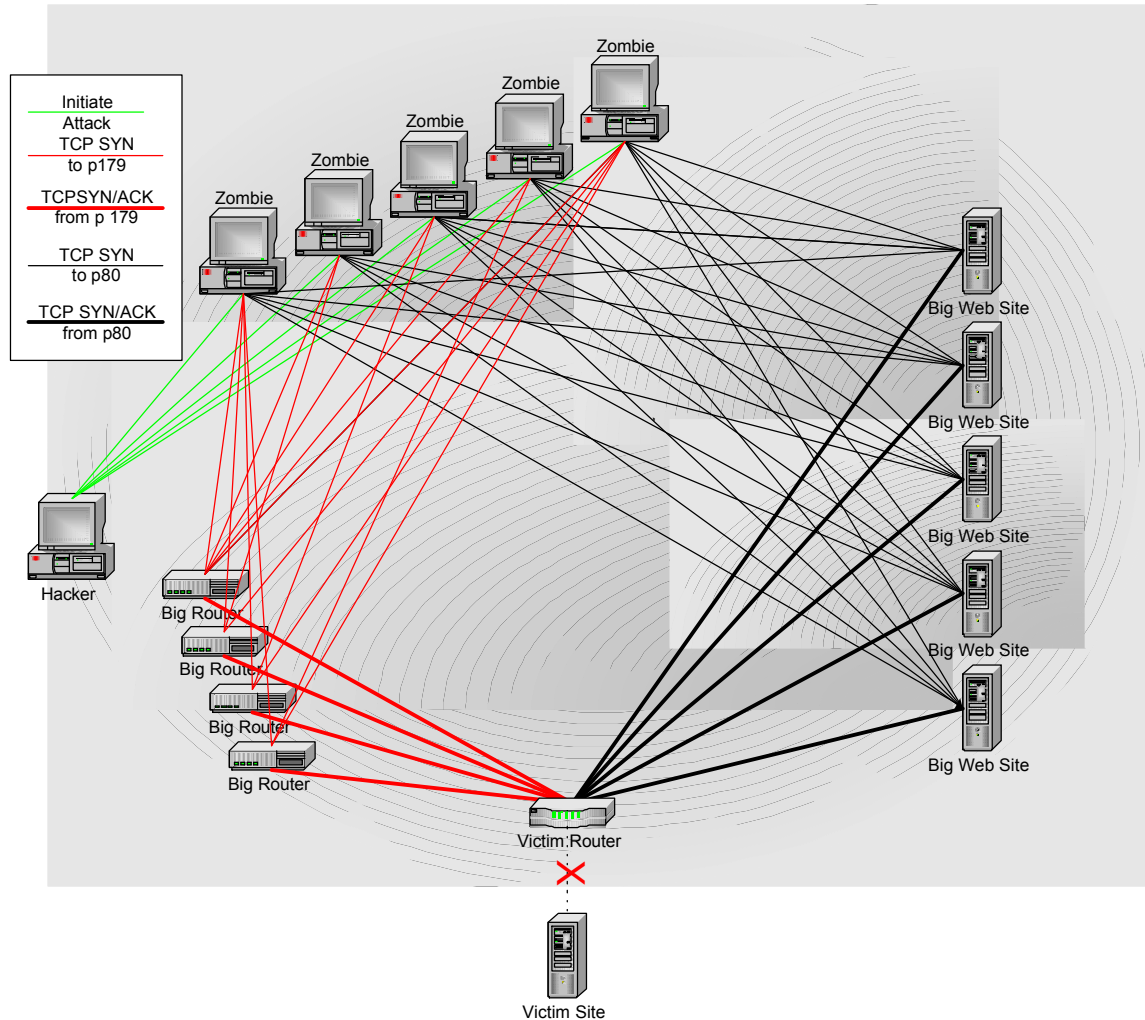 Zombie
Zombie
Zombie
Zombie
Zombie
Initiate
Attack
TCP SYN
to p179
TCPSYN/ACK
from p 179
TCP SYN
to p80
TCP SYN/ACK
from p80
Big Web Site
Big Web Site
Big Web Site
Big Web Site
Big Web Site
Hacker
Big Router
Big Router
Big Router
Big Router
Victim Router
Victim Site